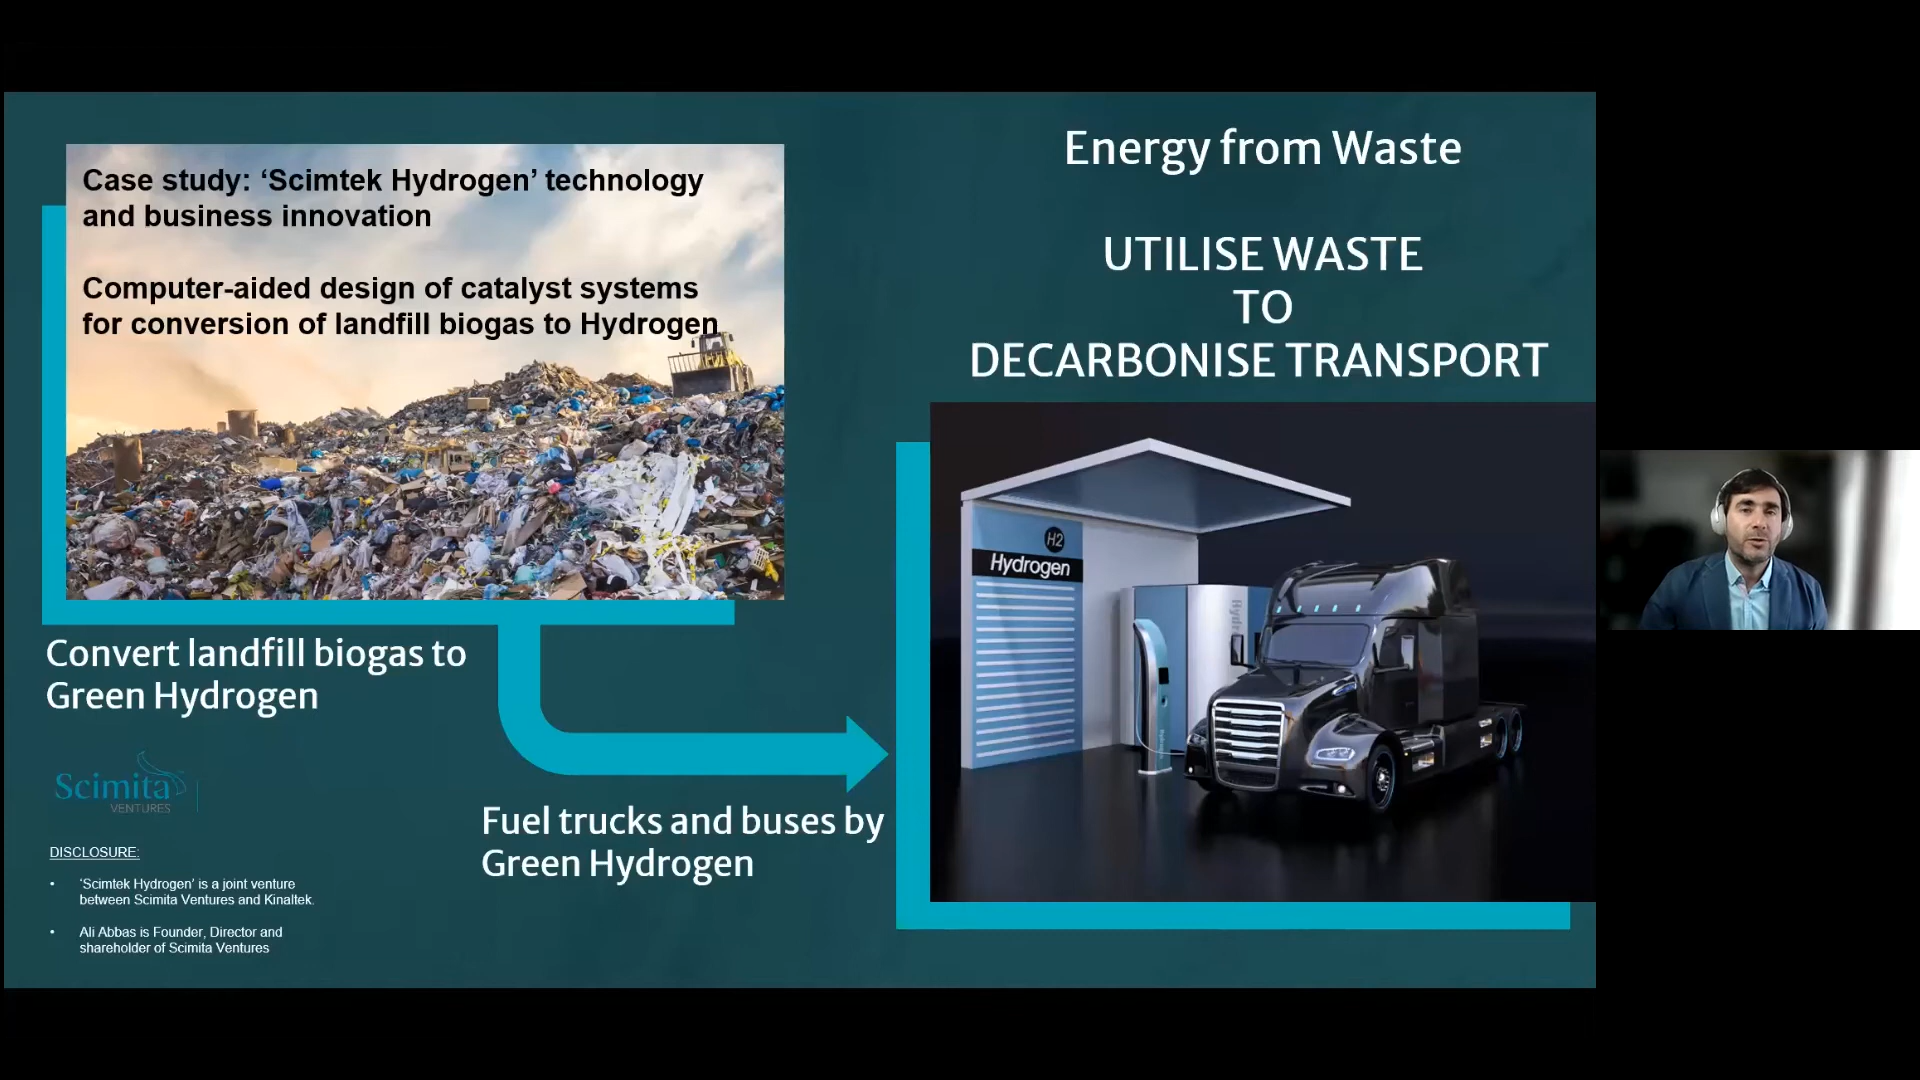 Case study: ‘Scimtek Hydrogen’ technology
and business innovation
Computer-aided design of catalyst systems
for conversion of landfill biogas to Hydrogen
Energy from Waste
UTILISE WASTE
TO
DECARBONISE TRANSPORT
H2
Hydrogen
Convert landfill biogas to
Green Hydrogen
Fuel trucks and buses by
Green Hydrogen
Scimita
VENTURES
DISCLOSURE:
• ‘Scimtek Hydrogen’ is a joint venture
between Scimita Ventures and Kinaltek.
• Ali Abbas is Founder, Director and
shareholder of Scimita Ventures